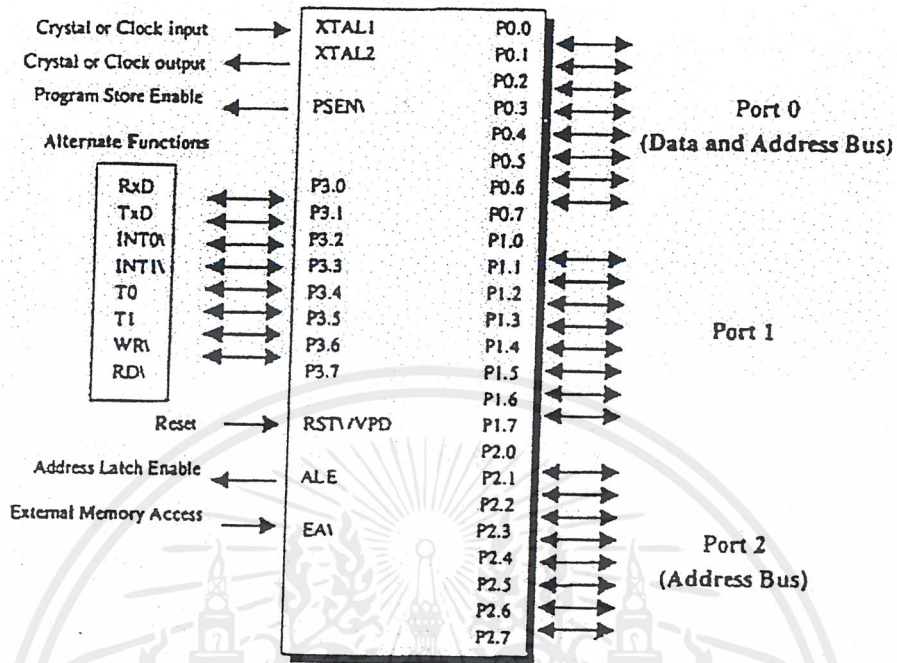 Crystal or Clock input
Crystal or Clock output
Program Store Enable
Alternate Functions
RxD
TxD
INT0\
INT1\
T0
T1
WR\
RD\
Reset
Address Latch Enable
External Memory Access
XTAL1
XTAL2
PSEN\
P3.0
P3.1
P3.2
P3.3
P3.4
P3.5
P3.6
P3.7
RST\/VPD
ALE
EA\
P0.0
P0.1
P0.2
P0.3
P0.4
P0.5
P0.6
P0.7
P1.0
P1.1
P1.2
P1.3
P1.4
P1.5
P1.6
P1.7
P2.0
P2.1
P2.2
P2.3
P2.4
P2.5
P2.6
P2.7
Port 0
(Data and Address Bus)
Port 1
Port 2
(Address Bus)